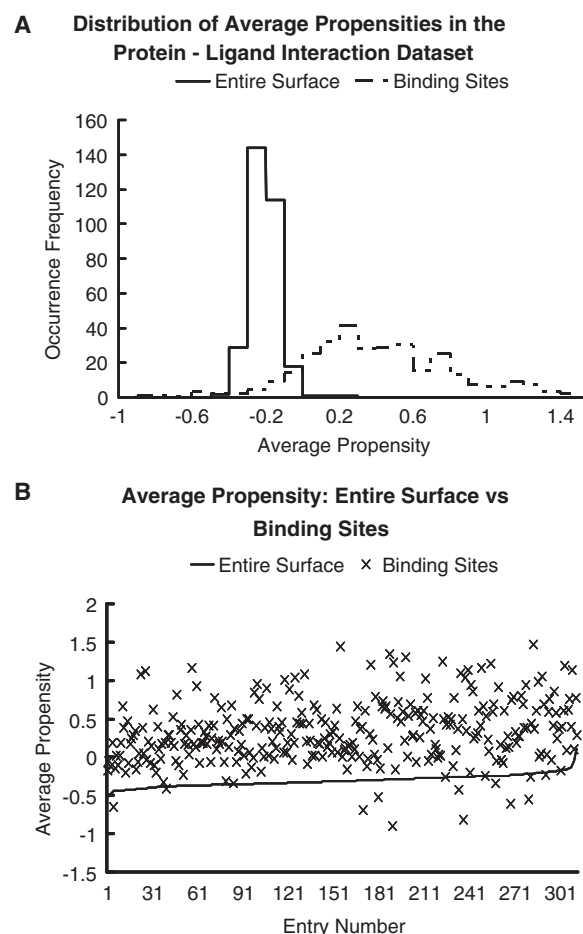 A
Distribution of Average Propensities in the
Protein - Ligand Interaction Dataset
Entire Surface Binding Sites
160
140
120
100
80
60
40
20
0
Occurrence Frequency
-1 -0.6 -0.2 0.2 0.6 1 1.4
Average Propensity
B
Average Propensity: Entire Surface vs
Binding Sites
Entire Surface Binding Sites
2
1.5
1
0.5
0
-0.5
-1
-1.5
Average Propensity
1 31 61 91 121 151 181 211 241 271 301
Entry Number